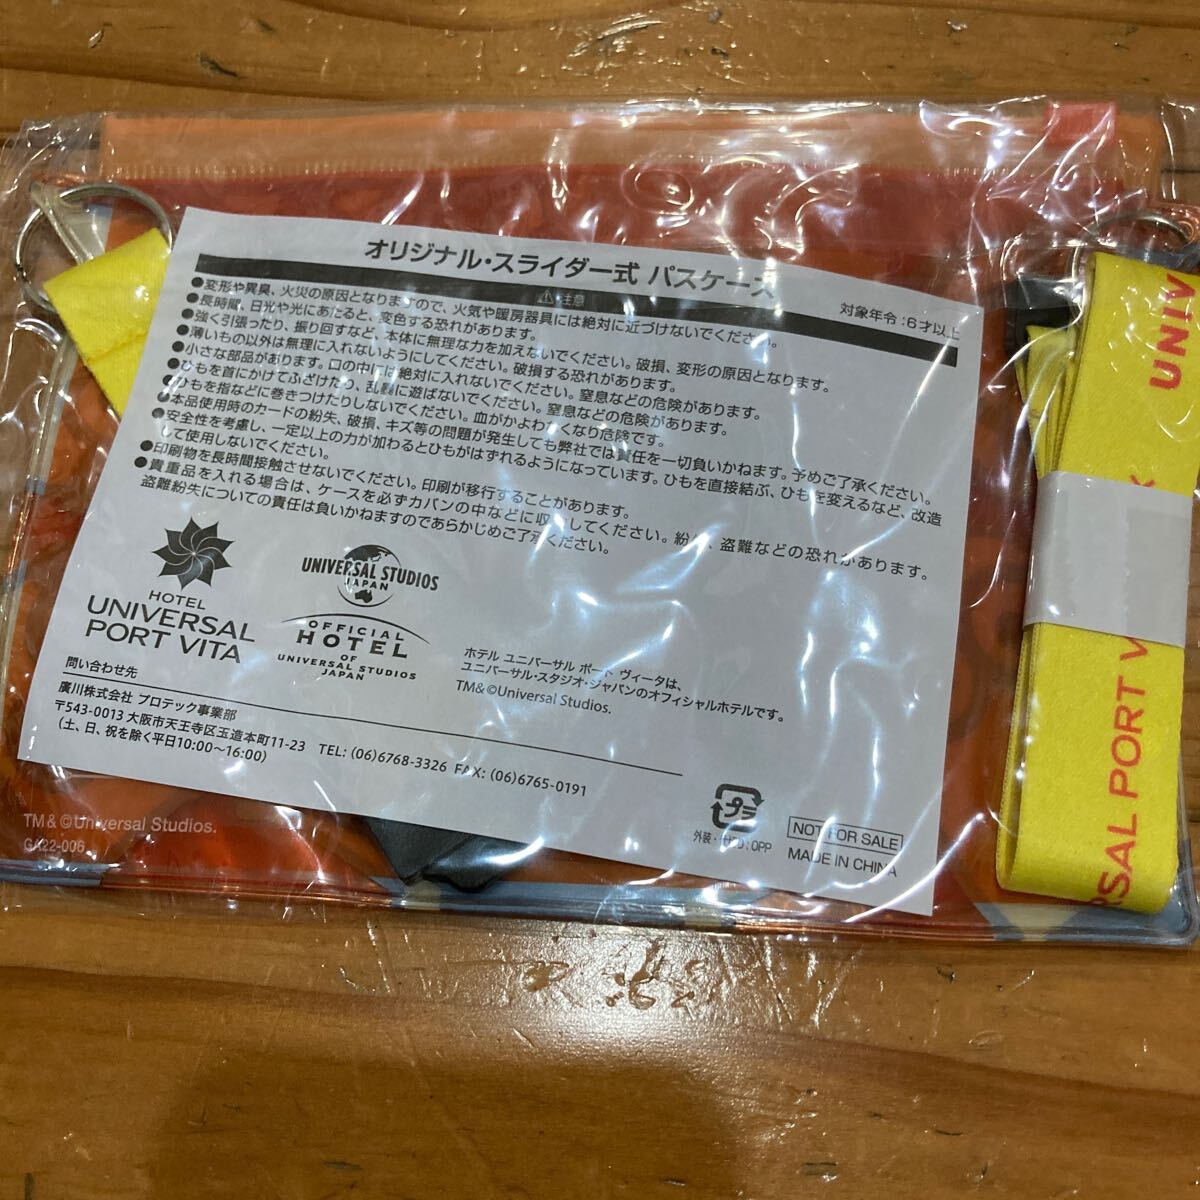 オリジナル・スライダー式 パスケース
⚠注意
対象年令:6才以上
●変形や異臭、火災の原因となりますので、火気や暖房器具には絶対に近づけないでください。
●長時間、日光や光にあたると、変色する恐れがあります。
●強く引張ったり、振り回すなど、本体に無理な力を加えないでください。破損、変形の原因となります。
●薄いもの以外は無理に入れないようにしてください。破損する恐れがあります。
●小さな部品があります。口の中には絶対に入れないでください。窒息などの危険があります。
●ひもを首にかけてふざけたり、乱暴に遊ばないでください。窒息などの危険があります。
●ひもを指などに巻きつけたりしないでください。血がかよわなくなり危険です。
●本品使用時のカードの紛失、破損、キズ等の問題が発生しても弊社では責任を一切負いかねます。予めご了承ください。
●安全性を考慮し、一定以上の力が加わるとひもがはずれるようになっています。ひもを直接結ぶ、ひもを変えるなど、改造
して使用しないでください。
●印刷物を長時間接触させないでください。印刷が移行することがあります。
●貴重品を入れる場合は、ケースを必ずカバンの中などに収納してください。紛失、盗難などの恐れがあります。
盗難紛失についての責任は負いかねますのであらかじめご了承ください。
HOTEL
UNIVERSAL
PORT VITA
UNIVERSAL STUDIOS
JAPAN
OFFICIAL
HOTEL
OF
UNIVERSAL STUDIOS
JAPAN
ホテル ユニバーサル ポート ヴィータは、
ユニバーサル・スタジオ・ジャパンのオフィシャルホテルです。
TM&©Universal Studios.
問い合わせ先
廣川株式会社 プロテック事業部
〒543-0013 大阪市天王寺区玉造本町11-23 TEL: (06)6768-3326 FAX: (06)6765-0191
(土、日、祝を除く平日10:00〜16:00)
プラ
NOT FOR SALE
MADE IN CHINA
TM&©Universal Studios.
GA22-006
UNIV
RSAL PORT V